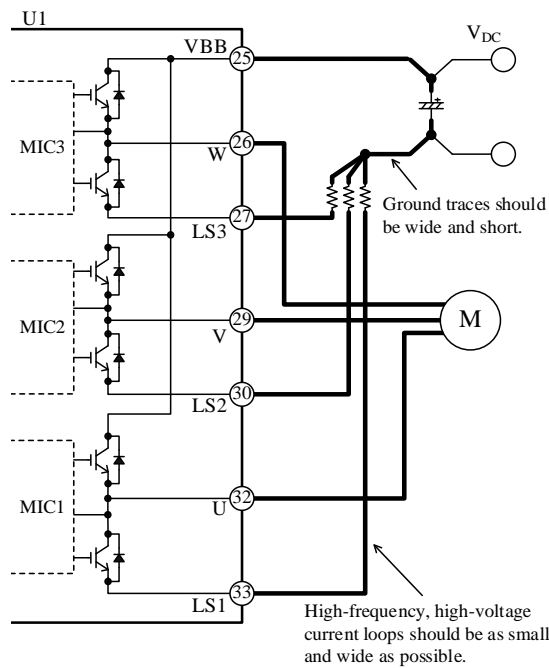 U1
VBB
25
VDC
MIC3
W
26
27
LS3
Ground traces should
be wide and short.
MIC2
29
V
M
30
LS2
MIC1
32
U
33
LS1
High-frequency, high-voltage
current loops should be as small
and wide as possible.